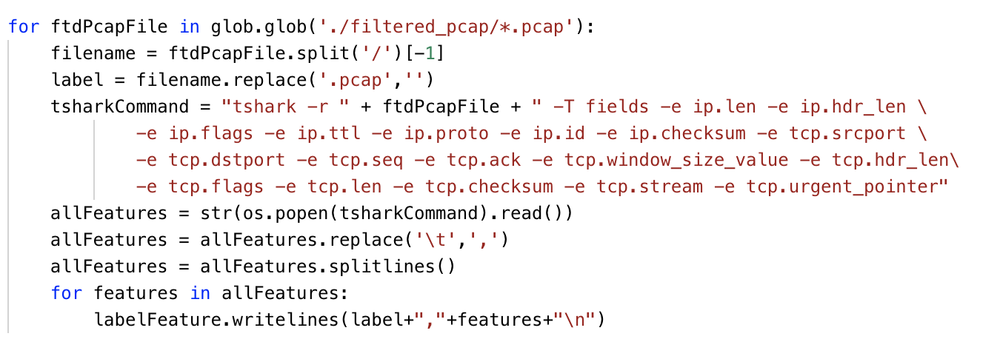 for ftdPcapFile in glob.glob('./filtered_pcap/*.pcap'):
    filename = ftdPcapFile.split('/')[-1]
    label = filename.replace('.pcap','')
    tsharkCommand = "tshark -r " + ftdPcapFile + " -T fields -e ip.len -e ip.hdr_len \
            -e ip.flags -e ip.ttl -e ip.proto -e ip.id -e ip.checksum -e tcp.srcport \
            -e tcp.dstport -e tcp.seq -e tcp.ack -e tcp.window_size_value -e tcp.hdr_len\
            -e tcp.flags -e tcp.len -e tcp.checksum -e tcp.stream -e tcp.urgent_pointer"
    allFeatures = str(os.popen(tsharkCommand).read())
    allFeatures = allFeatures.replace('\t',',')
    allFeatures = allFeatures.splitlines()
    for features in allFeatures:
        labelFeature.writelines(label+","+features+"\n")